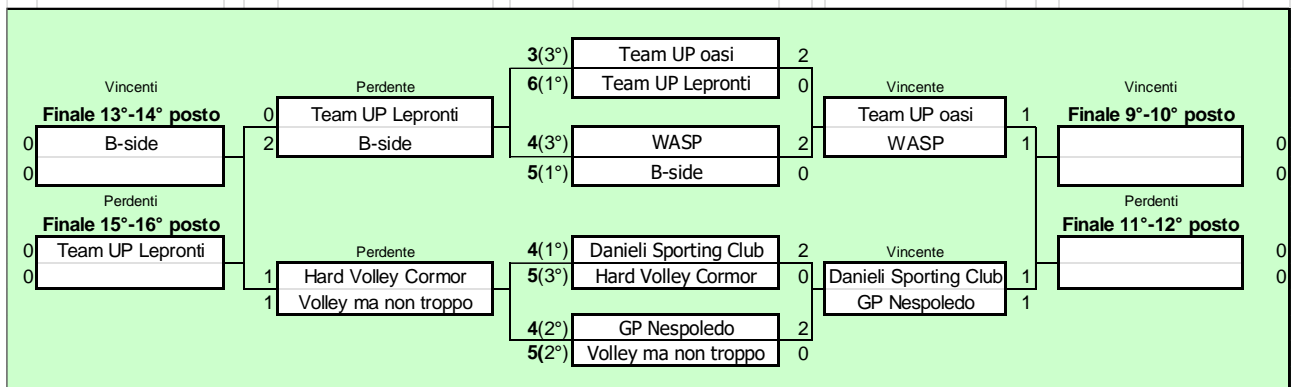 3(3°) Team UP oasi 2
6(1°) Team UP Lepronti 0
Vincenti Perdente Vincente Vincenti
Finale 13°-14° posto 0 Team UP Lepronti Team UP oasi 1 Finale 9°-10° posto
0 B-side 2 B-side 4(3°) WASP 2 WASP 1 0
0 5(1°) B-side 0 0
Perdenti Perdenti
Finale 15°-16° posto Finale 11°-12° posto
0 Team UP Lepronti Perdente 4(1°) Danieli Sporting Club 2 Vincente 0
0 1 Hard Volley Cormor 5(3°) Hard Volley Cormor 0 Danieli Sporting Club 1 0
1 Volley ma non troppo GP Nespoledo 1
4(2°) GP Nespoledo 2
5(2°) Volley ma non troppo 0